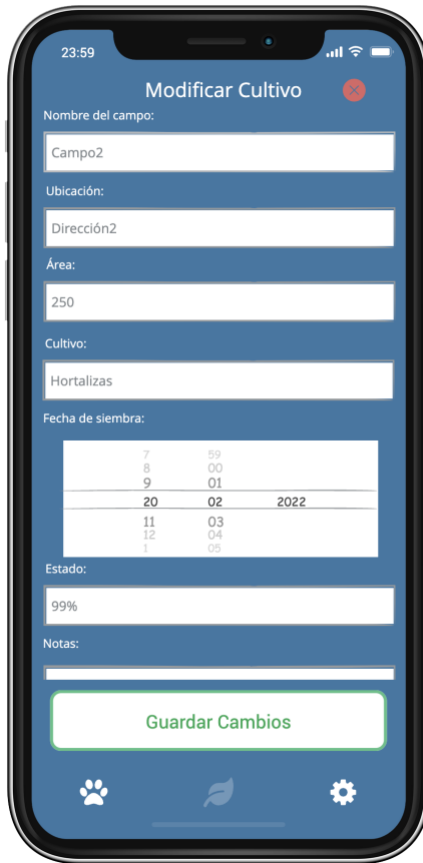 23:59
Modificar Cultivo
Nombre del campo:
Campo2
Ubicación:
Dirección2
Área:
250
Cultivo:
Hortalizas
Fecha de siembra:
7 59
8 00
9 01
20 02 2022
11 03
12 04
1 05
Estado:
99%
Notas:
Guardar Cambios